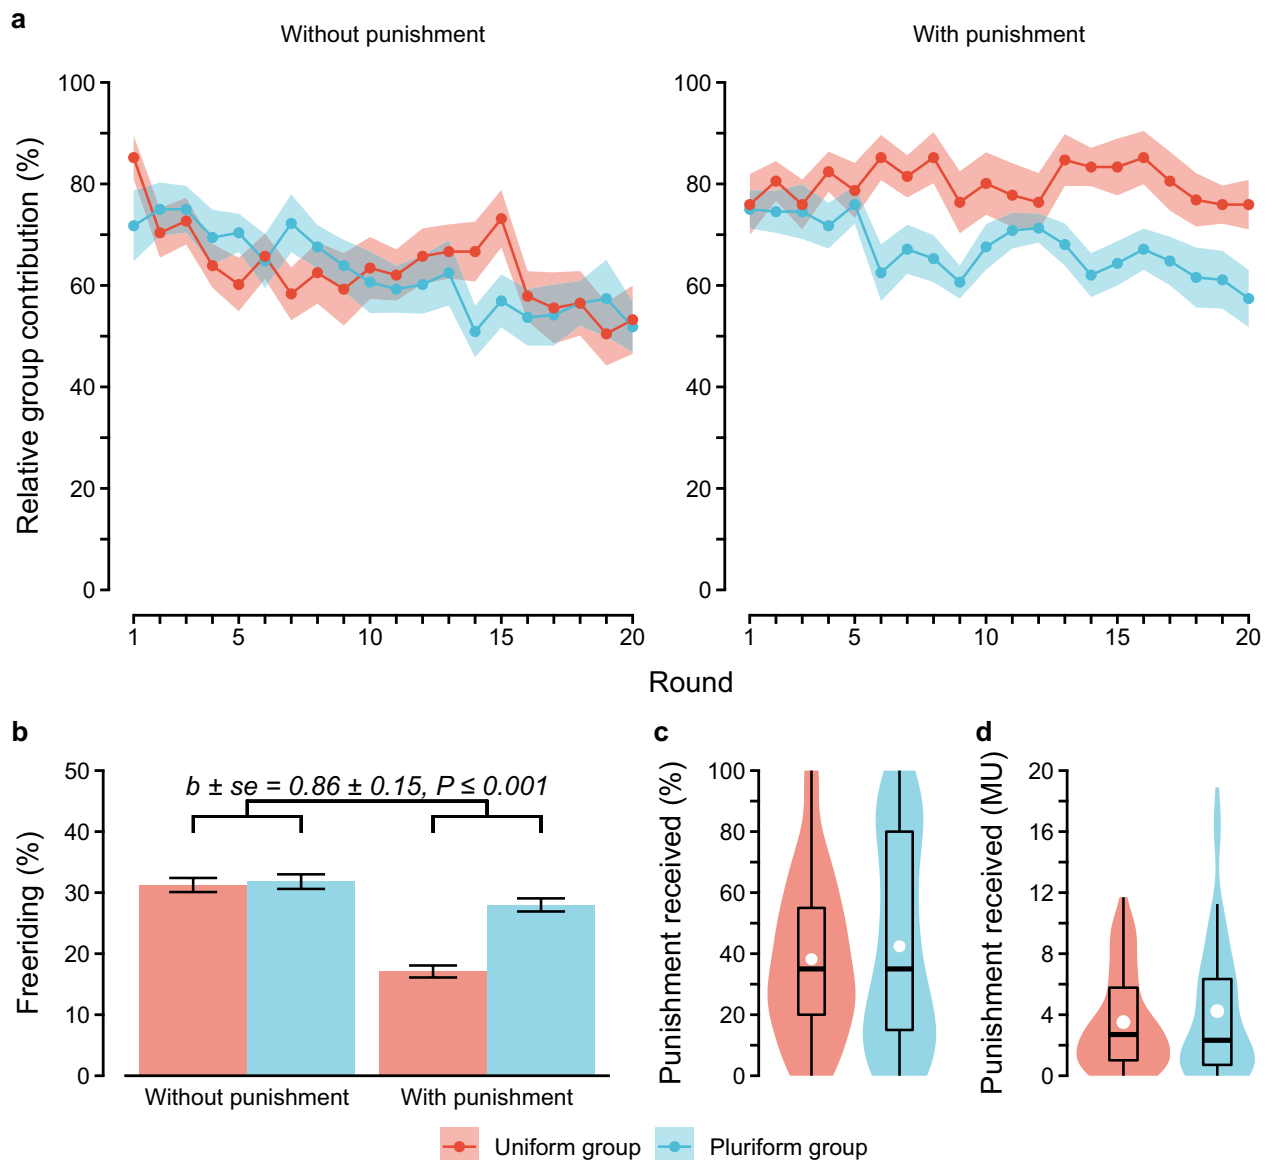 a
Without punishment
With punishment
Relative group contribution (%)
100
80
60
40
20
0
1
5
10
15
20
100
80
60
40
20
0
1
5
10
15
20
Round
b
Freeriding (%)
50
40
30
20
10
0
b ± se = 0.86 ± 0.15, P ≤ 0.001
Without punishment
With punishment
c
Punishment received (%)
100
80
60
40
20
0
d
Punishment received (MU)
20
16
12
8
4
0
Uniform group
Pluriform group